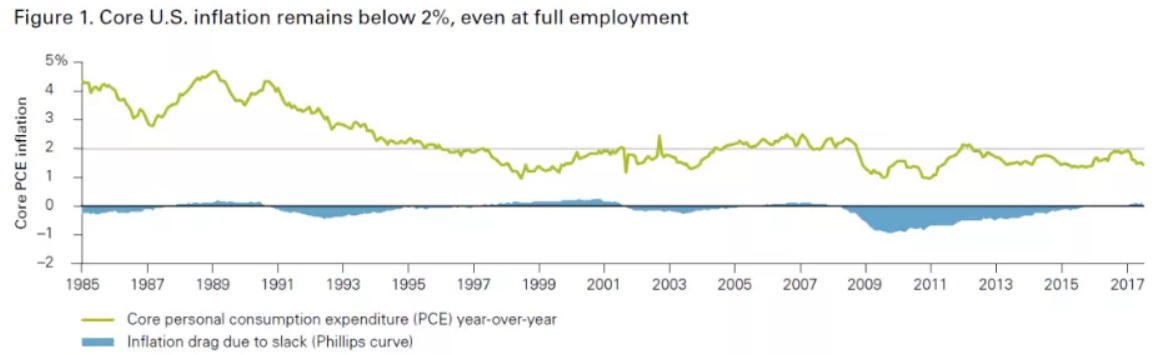 Figure 1. Core U.S. inflation remains below 2%, even at full employment
Core PCE inflation
5%
4
3
2
1
0
−1
−2
1985 1987 1989 1991 1993 1995 1997 1999 2001 2003 2005 2007 2009 2011 2013 2015 2017
Core personal consumption expenditure (PCE) year-over-year
Inflation drag due to slack (Phillips curve)